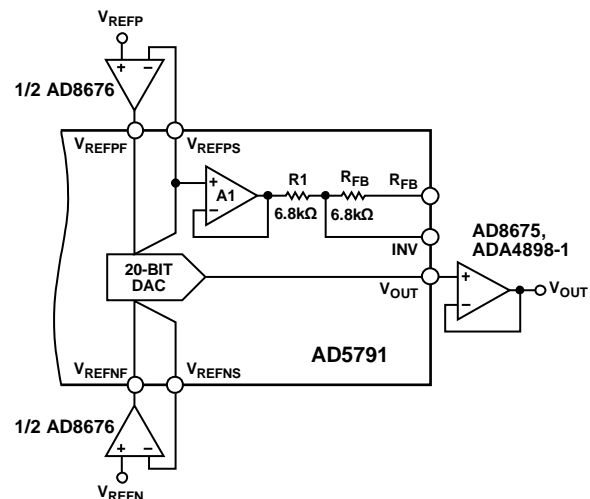 VREFP
+ −
1/2 AD8676
VREFPF
VREFPS
+
A1
−
R1
6.8kΩ
RFB
6.8kΩ
RFB
INV
20-BIT
DAC
VOUT
AD8675,
ADA4898-1
+
−
VOUT
AD5791
VREFNF
VREFNS
1/2 AD8676
+ −
VREFN